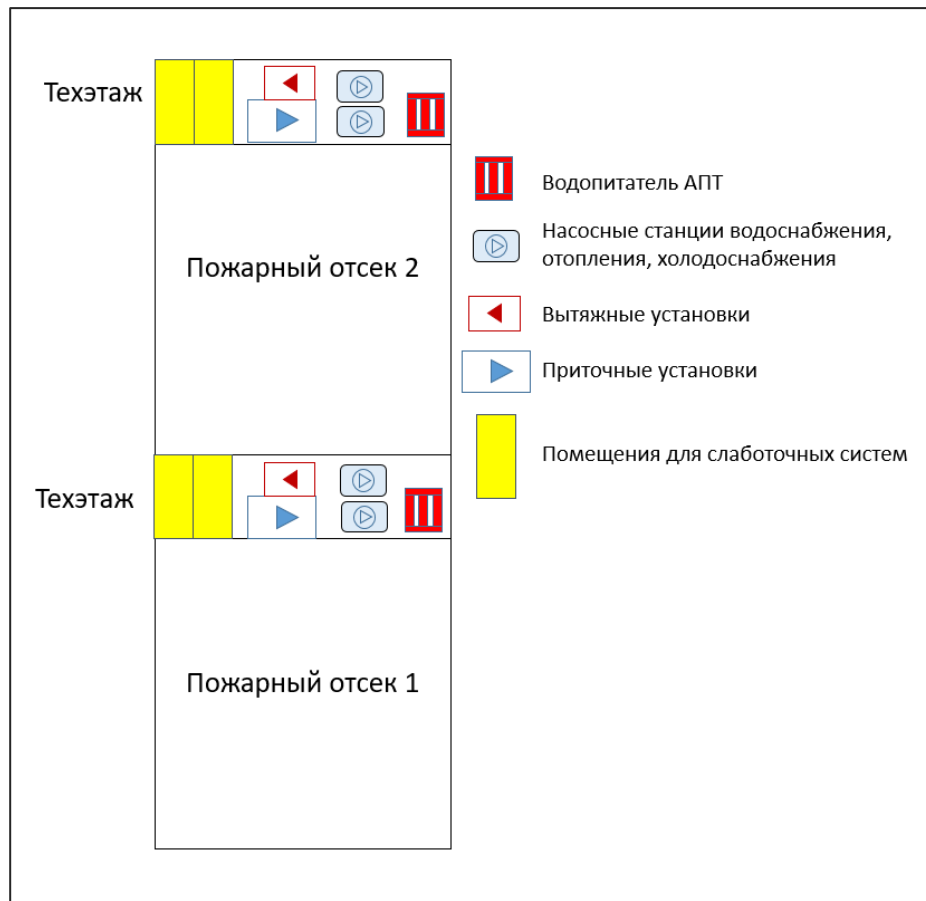 Техэтаж
Пожарный отсек 2
Техэтаж
Пожарный отсек 1
Водопитатель АПТ
Насосные станции водоснабжения,
отопления, холодоснабжения
Вытяжные установки
Приточные установки
Помещения для слаботочных систем